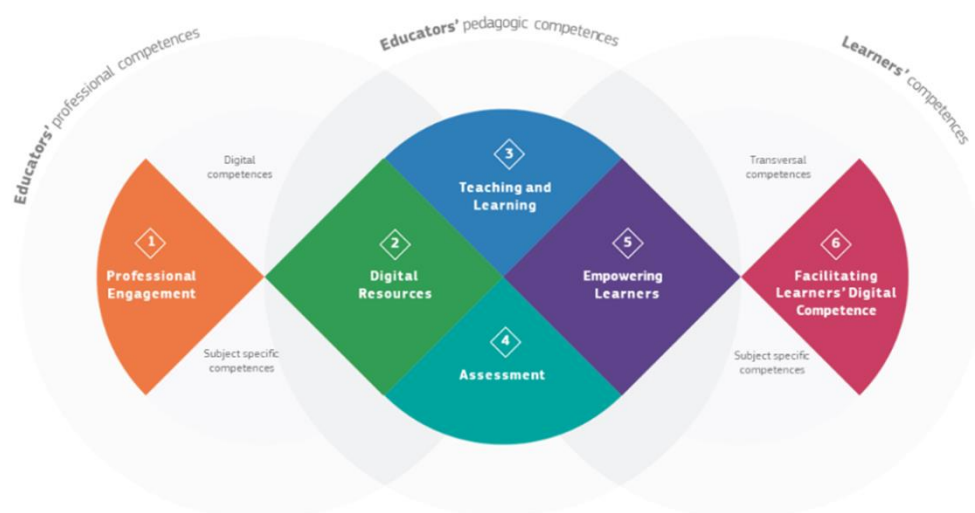 Educators' professional competences
Educators' pedagogic competences
Learners' competences
Digital
competences
Transversal
competences
1
Professional
Engagement
2
Digital
Resources
3
Teaching and
Learning
4
Assessment
5
Empowering
Learners
6
Facilitating
Learners' Digital
Competence
Subject specific
competences
Subject specific
competences